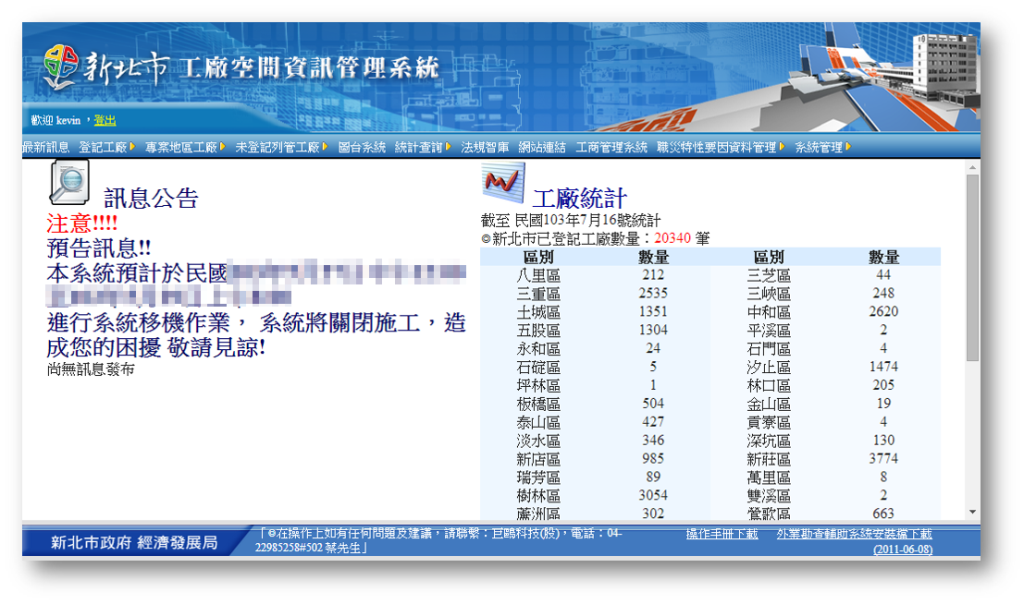 新北市 工廠空間資訊管理系統
歡迎 kevin ，登出
最新訊息 登記工廠 專案地區工廠 未登記列管工廠 圖台系統 統計查詢 法規智庫 網站連結 工商管理系統 職災特性要因資料管理 系統管理
訊息公告
注意!!!!
預告訊息!!
本系統預計於民國
進行系統移機作業， 系統將關閉施工，造
成您的困擾 敬請見諒!
尚無訊息發布
工廠統計
截至 民國103年7月16號統計
◎新北市已登記工廠數量：20340 筆
區別 數量 區別 數量
八里區 212 三芝區 44
三重區 2535 三峽區 248
土城區 1351 中和區 2620
五股區 1304 平溪區 2
永和區 24 石門區 4
石碇區 5 汐止區 1474
坪林區 1 林口區 205
板橋區 504 金山區 19
泰山區 427 貢寮區 4
淡水區 346 深坑區 130
新店區 985 新莊區 3774
瑞芳區 89 萬里區 8
樹林區 3054 雙溪區 2
蘆洲區 302 鶯歌區 663
新北市政府 經濟發展局
「◎在操作上如有任何問題及建議，請聯繫：巨鷗科技(股)，電話：04-
22985258#502 蔡先生」
操作手冊下載 外業勘查輔助系統安裝檔下載
(2011-06-08)